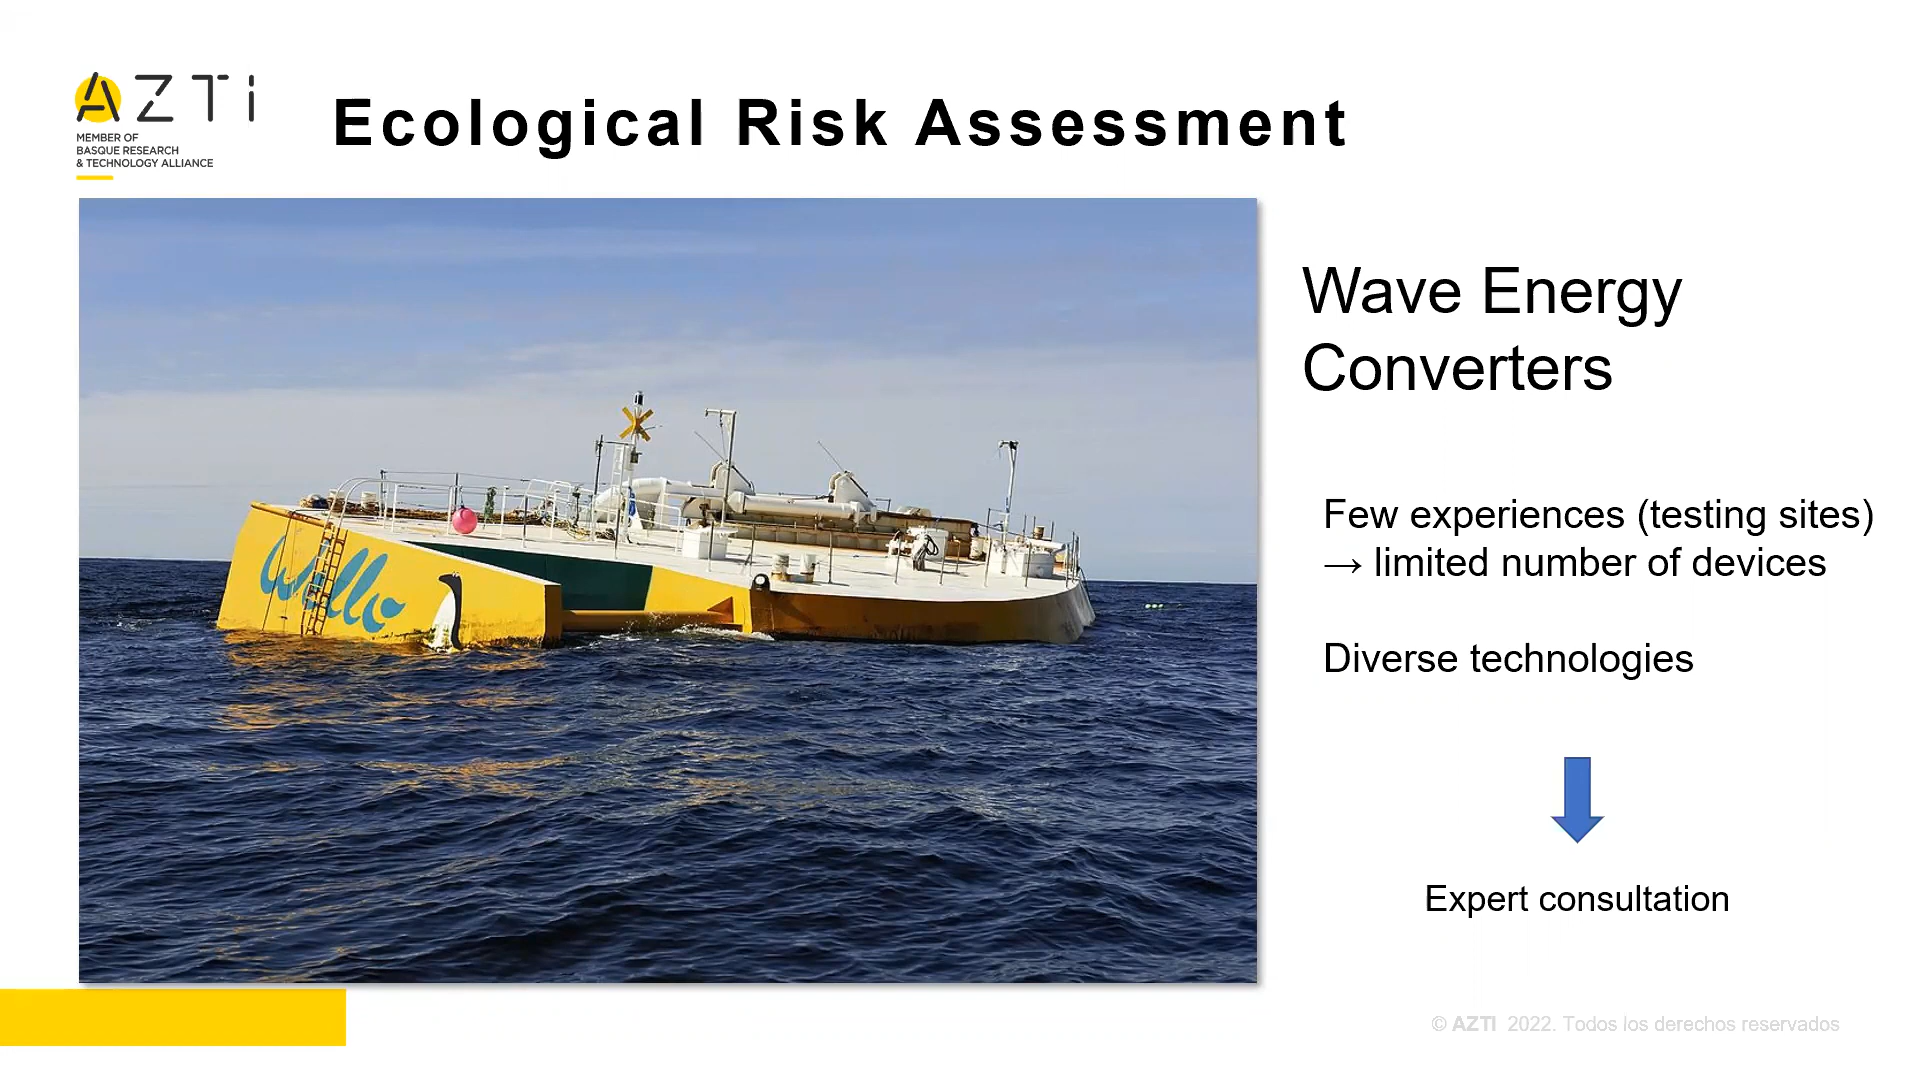 AZTi
MEMBER OF
BASQUE RESEARCH
& TECHNOLOGY ALLIANCE
Ecological Risk Assessment
Wello
Wave Energy
Converters
Few experiences (testing sites)
→ limited number of devices
Diverse technologies
Expert consultation
© AZTI 2022. Todos los derechos reservados